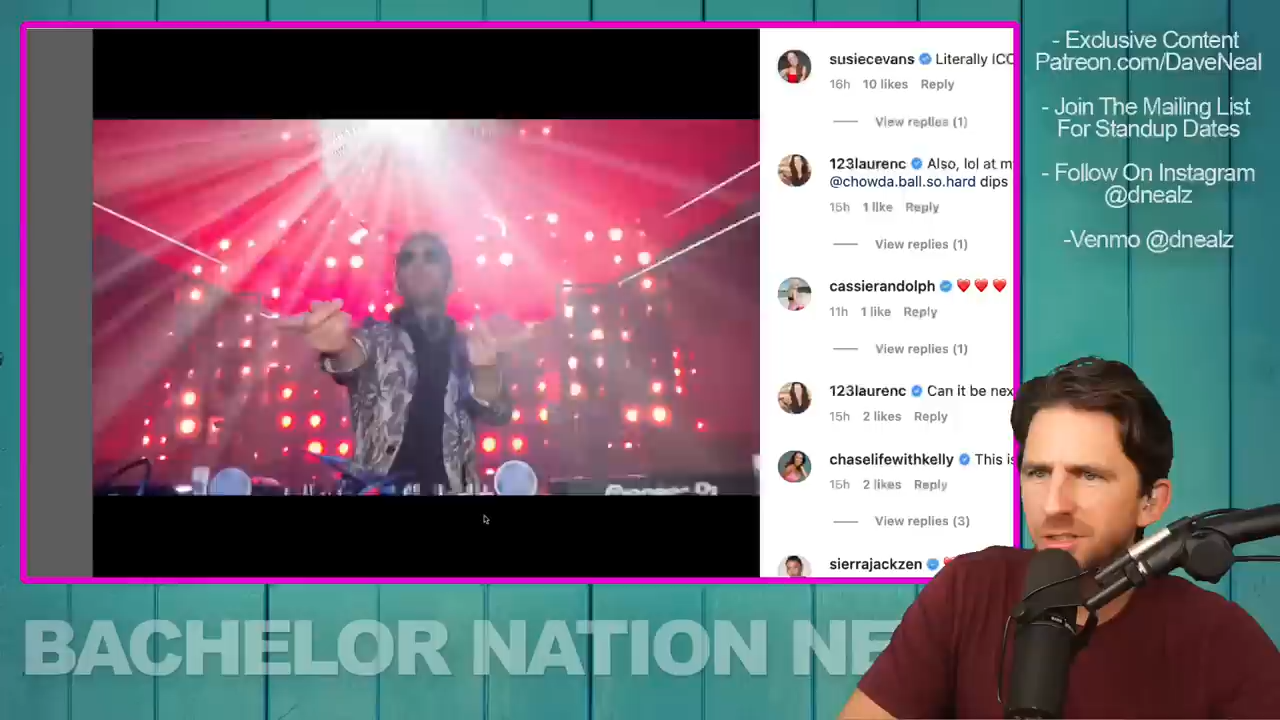 susiecevans Literally ICO
16h 10 likes Reply
View replies (1)
123laurenc Also, lol at m
@chowda.ball.so.hard dips
15h 1 like Reply
View replies (1)
cassierandolph ❤️ ❤️ ❤️
11h 1 like Reply
View replies (1)
123laurenc Can it be nex
15h 2 likes Reply
chaselifewithkelly This is
15h 2 likes Reply
View replies (3)
sierrajackzen
- Exclusive Content
Patreon.com/DaveNeal
- Join The Mailing List
For Standup Dates
- Follow On Instagram
@dnealz
-Venmo @dnealz
BACHELOR NATION NE